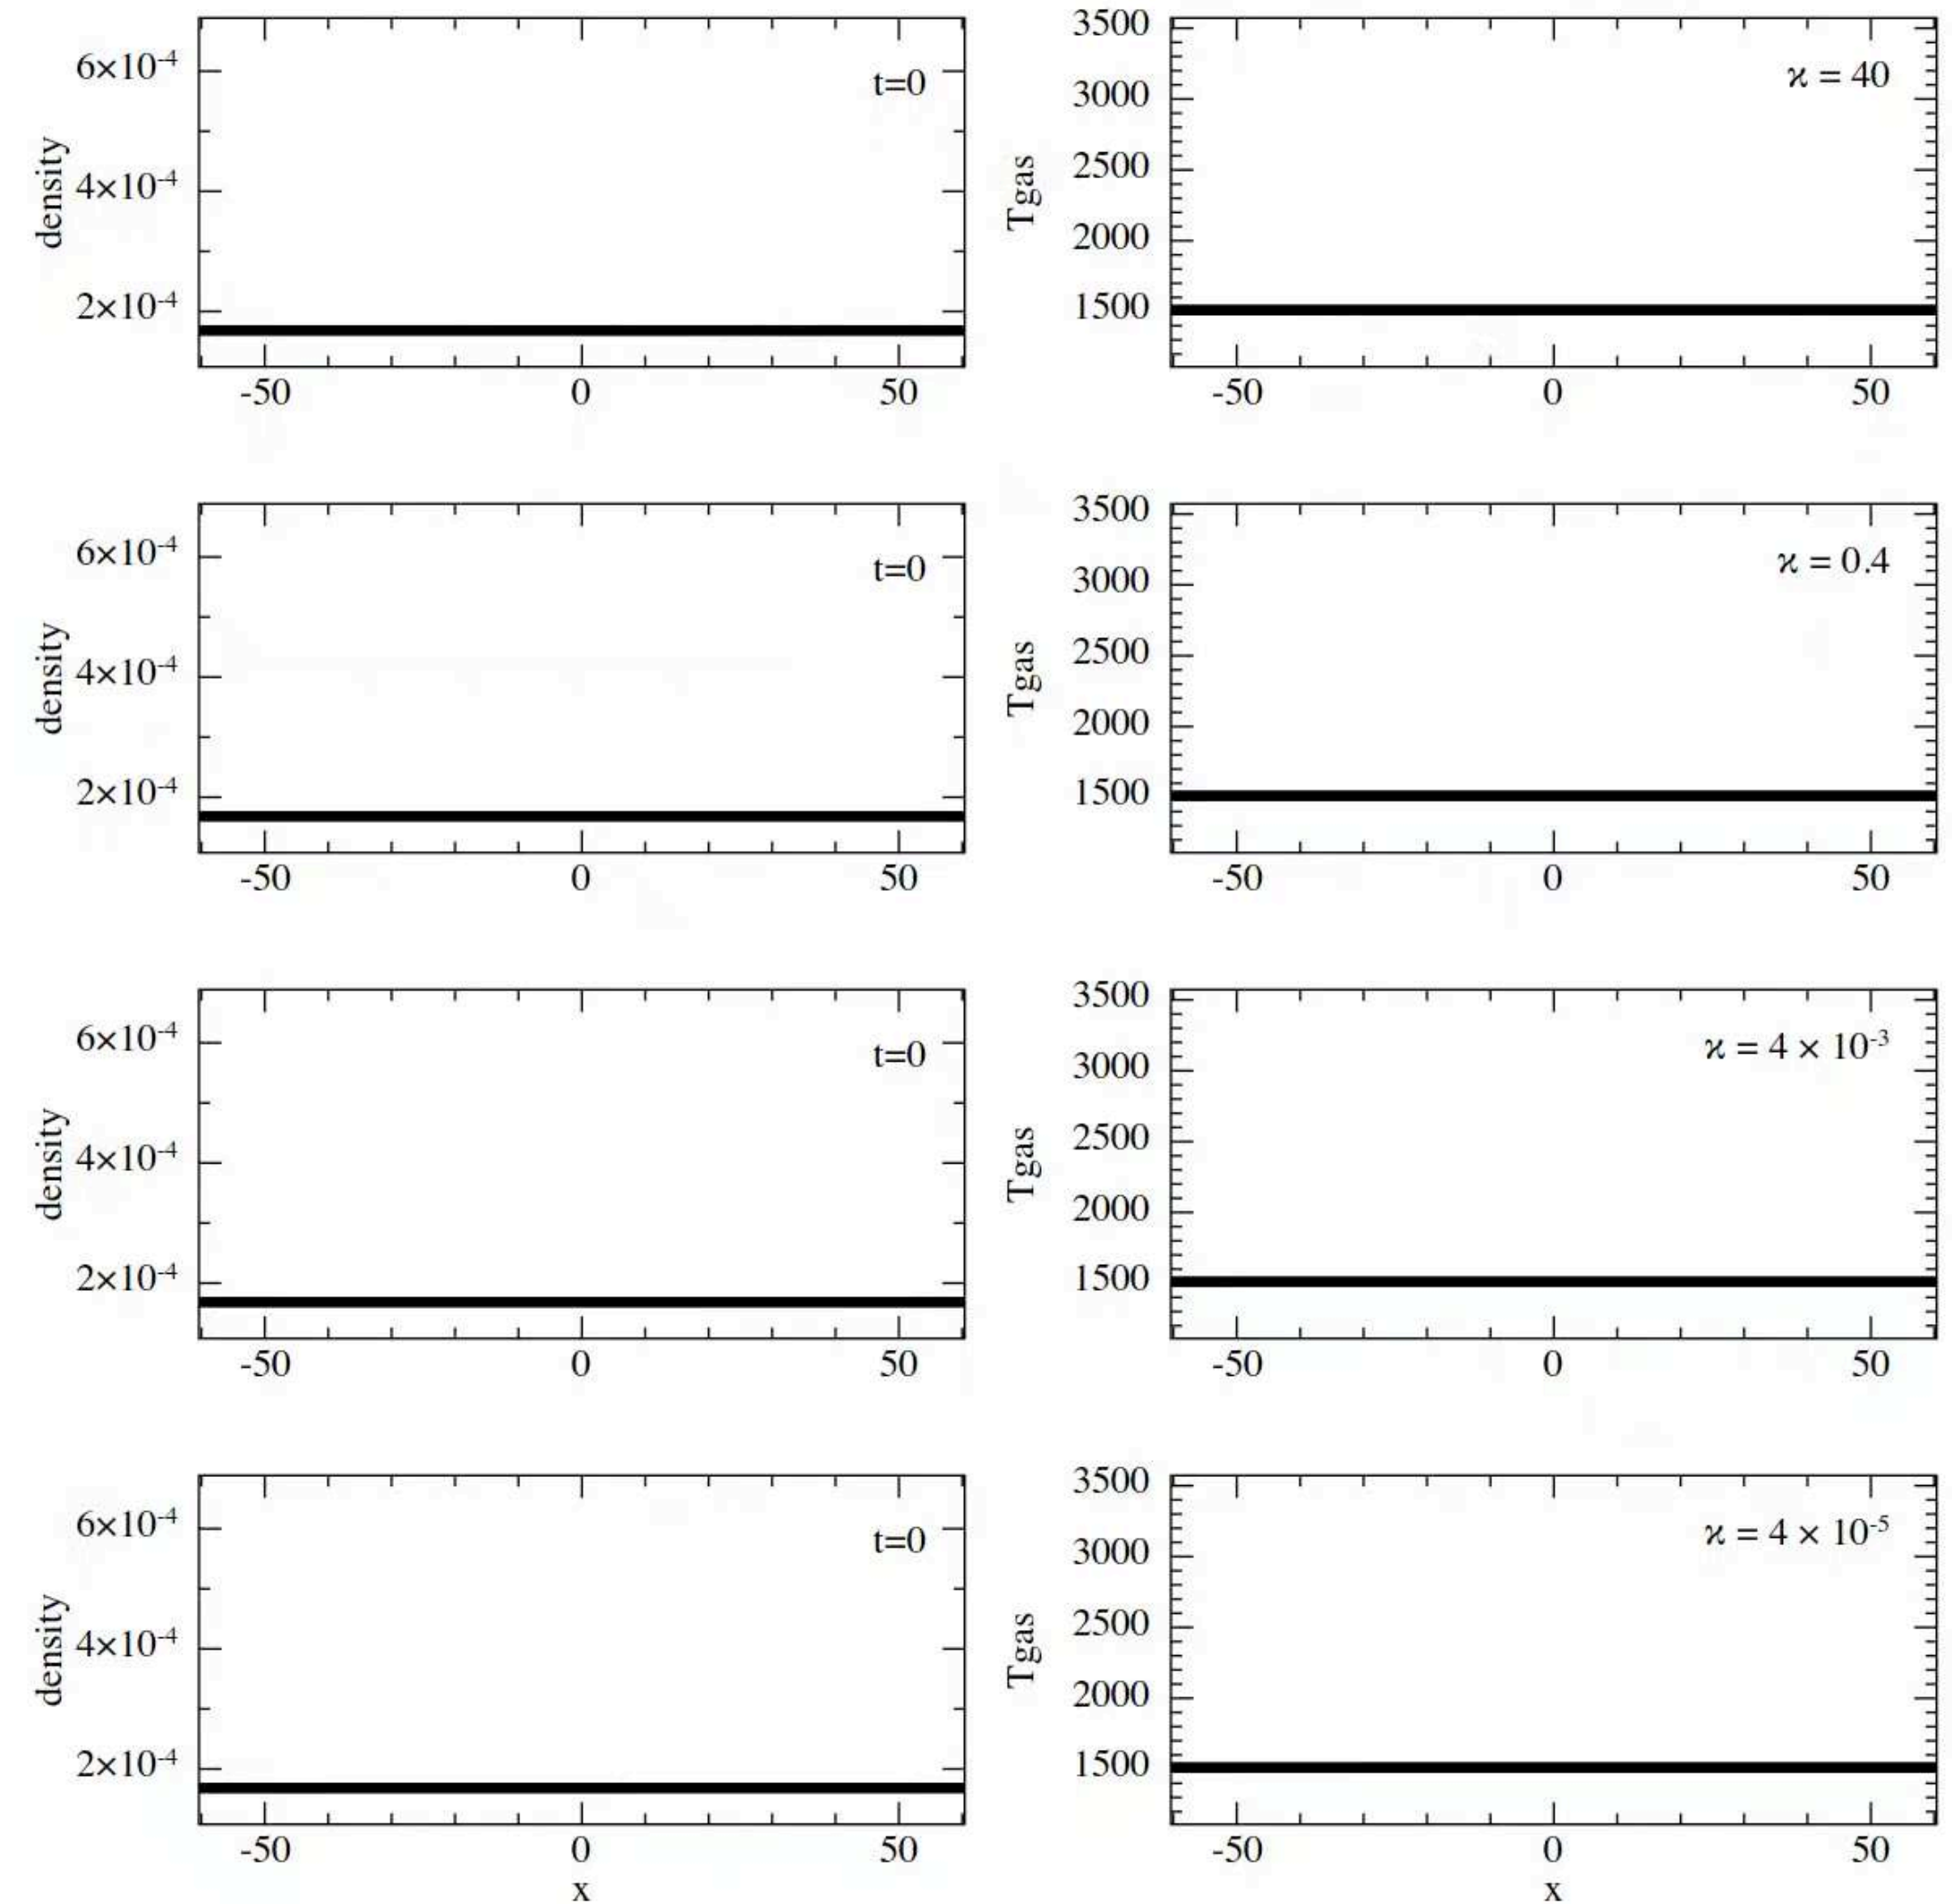 6×10⁻⁴
4×10⁻⁴
2×10⁻⁴
density
t=0
-50 0 50
3500
3000
2500
2000
1500
Tgas
ϰ = 40
-50 0 50
6×10⁻⁴
4×10⁻⁴
2×10⁻⁴
density
t=0
-50 0 50
3500
3000
2500
2000
1500
Tgas
ϰ = 0.4
-50 0 50
6×10⁻⁴
4×10⁻⁴
2×10⁻⁴
density
t=0
-50 0 50
3500
3000
2500
2000
1500
Tgas
ϰ = 4 × 10⁻³
-50 0 50
6×10⁻⁴
4×10⁻⁴
2×10⁻⁴
density
t=0
-50 0 50
x
3500
3000
2500
2000
1500
Tgas
ϰ = 4 × 10⁻⁵
-50 0 50
x